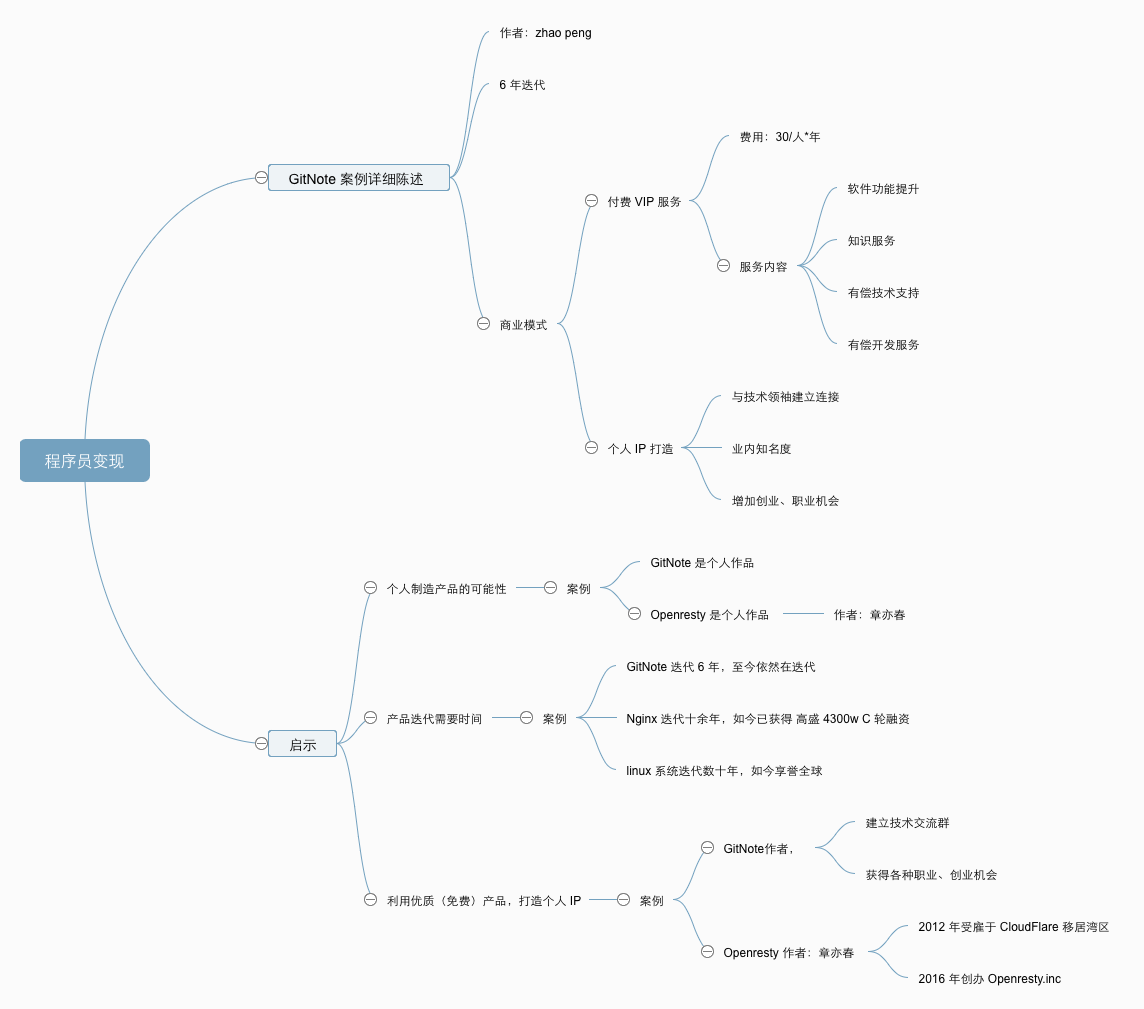 程序员变现
GitNote 案例详细陈述
作者：zhao peng
6 年迭代
商业模式
付费 VIP 服务
费用：30/人*年
服务内容
软件功能提升
知识服务
有偿技术支持
有偿开发服务
个人 IP 打造
与技术领袖建立连接
业内知名度
增加创业、职业机会
启示
个人制造产品的可能性
案例
GitNote 是个人作品
Openresty 是个人作品
作者：章亦春
产品迭代需要时间
案例
GitNote 迭代 6 年，至今依然在迭代
Nginx 迭代十余年，如今已获得 高盛 4300w C 轮融资
linux 系统迭代数十年，如今享誉全球
利用优质（免费）产品，打造个人 IP
案例
GitNote作者，
建立技术交流群
获得各种职业、创业机会
Openresty 作者：章亦春
2012 年受雇于 CloudFlare 移居湾区
2016 年创办 Openresty.inc